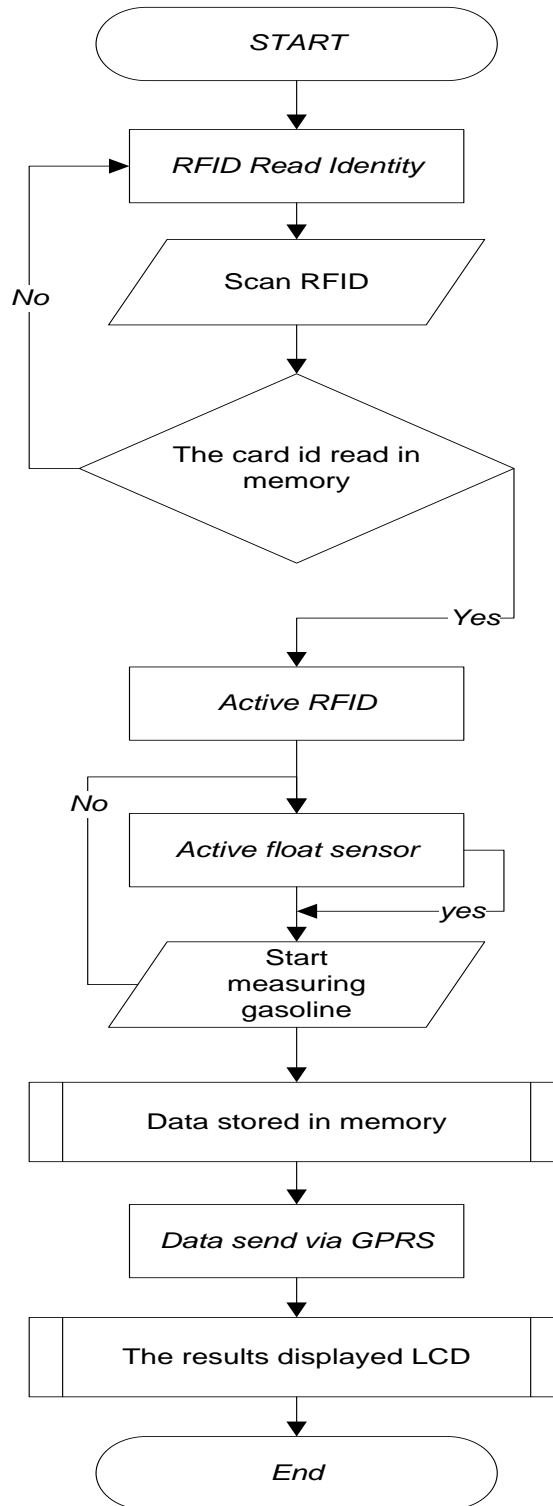 START
RFID Read Identity
Scan RFID
No
The card id read in
memory
Yes
Active RFID
No
Active float sensor
yes
Start
measuring
gasoline
Data stored in memory
Data send via GPRS
The results displayed LCD
End